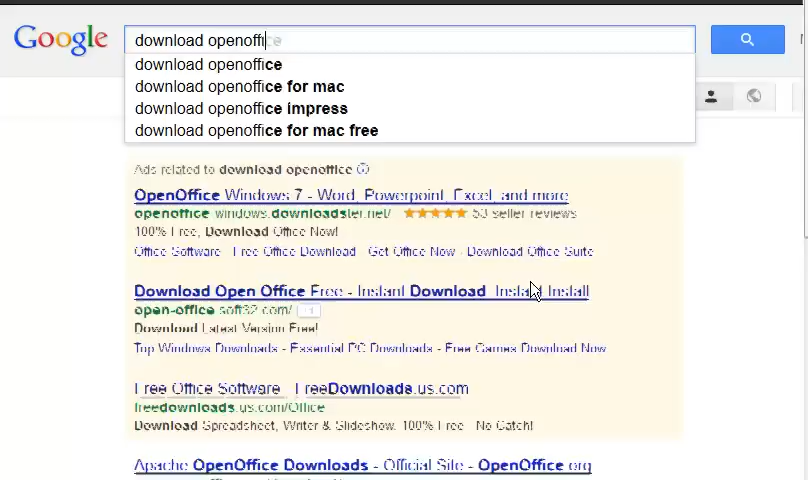 Google
download openoffice
download openoffice
download openoffice for mac
download openoffice impress
download openoffice for mac free
Ads related to download openoffice
OpenOffice Windows 7 - Word, Powerpoint, Excel, and more
openoffice windows.downloadster.net/ 53 seller reviews
100% Free, Download Office Now!
Office Software - Free Office Download - Get Office Now - Download Office Suite
Download Open Office Free - Instant Download Install Install
open-office.soft32.com/
Download Latest Version Free!
Top Windows Downloads - Essential PC Downloads - Free Games Download Now
Free Office Software - FreeDownloads.us.com
freedownloads.us.com/Office
Download Spreadsheet, Writer & Slideshow. 100% Free - No Catch!
Apache OpenOffice Downloads - Official Site - OpenOffice.org